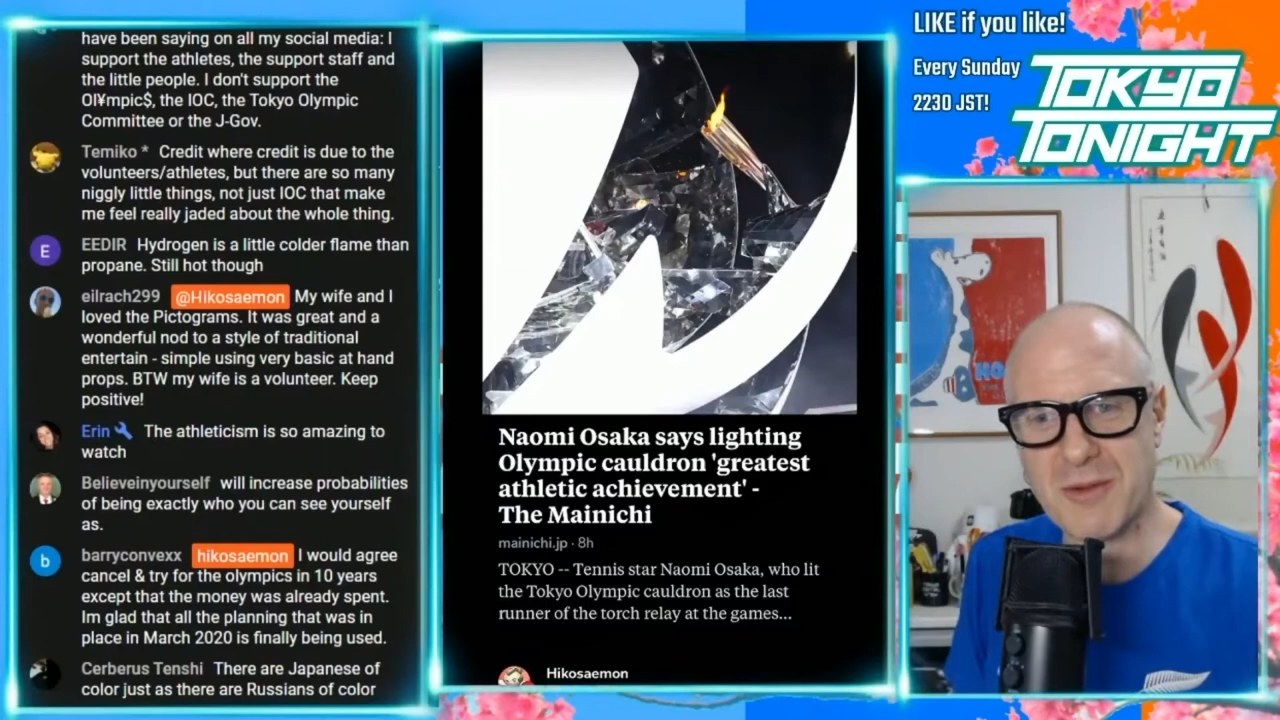 have been saying on all my social media: I
support the athletes, the support staff and
the little people. I don't support the
Ol¥mpic$, the IOC, the Tokyo Olympic
Committee or the J-Gov.
Temiko * Credit where credit is due to the
volunteers/athletes, but there are so many
niggly little things, not just IOC that make
me feel really jaded about the whole thing.
E
EEDIR Hydrogen is a little colder flame than
propane. Still hot though
eilrach299 @Hikosaemon My wife and I
loved the Pictograms. It was great and a
wonderful nod to a style of traditional
entertain - simple using very basic at hand
props. BTW my wife is a volunteer. Keep
positive!
Erin The athleticism is so amazing to
watch
Believeinyourself will increase probabilities
of being exactly who you can see yourself
as.
b
barryconvexx hikosaemon I would agree
cancel & try for the olympics in 10 years
except that the money was already spent.
Im glad that all the planning that was in
place in March 2020 is finally being used.
Cerberus Tenshi There are Japanese of
color just as there are Russians of color
Naomi Osaka says lighting
Olympic cauldron 'greatest
athletic achievement' -
The Mainichi
mainichi.jp · 8h
TOKYO -- Tennis star Naomi Osaka, who lit
the Tokyo Olympic cauldron as the last
runner of the torch relay at the games...
Hikosaemon
LIKE if you like!
Every Sunday
2230 JST!
TOKYO
TONIGHT